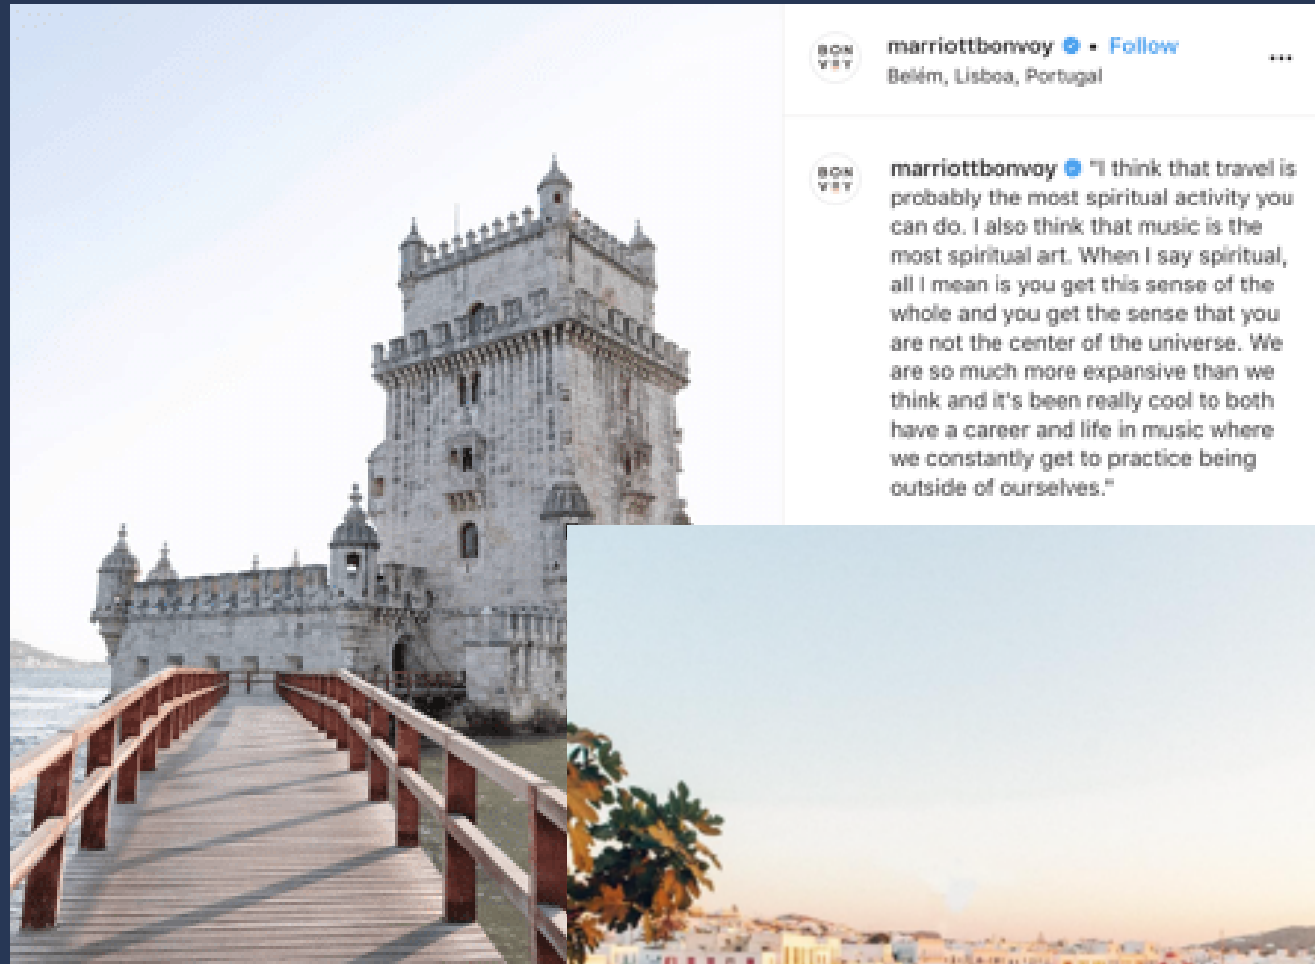 BON
VOY
marriottbonvoy • Follow
Belém, Lisboa, Portugal
•••
BON
VOY
marriottbonvoy "I think that travel is
probably the most spiritual activity you
can do. I also think that music is the
most spiritual art. When I say spiritual,
all I mean is you get this sense of the
whole and you get the sense that you
are not the center of the universe. We
are so much more expansive than we
think and it's been really cool to both
have a career and life in music where
we constantly get to practice being
outside of ourselves."